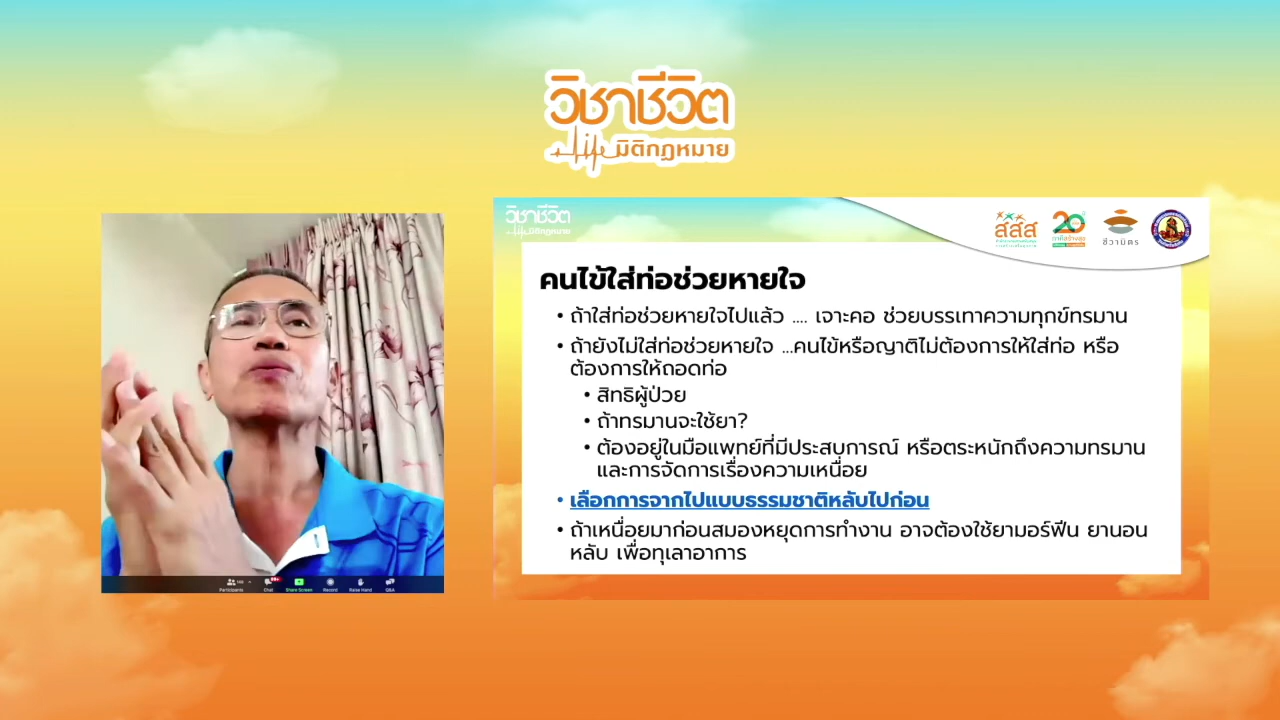 วิชาชีวิต
Life มิติกฎหมาย
วิชาชีวิต
Life มิติกฎหมาย
สสส
20
ชีวามิตร
คนไข้ใส่ท่อช่วยหายใจ
• ถ้าใส่ท่อช่วยหายใจไปแล้ว .... เจาะคอ ช่วยบรรเทาความทุกข์ทรมาน
• ถ้ายังไม่ใส่ท่อช่วยหายใจ ...คนไข้หรือญาติไม่ต้องการให้ใส่ท่อ หรือ
ต้องการให้ถอดท่อ
• สิทธิผู้ป่วย
• ถ้าทรมานจะใช้ยา?
• ต้องอยู่ในมือแพทย์ที่มีประสบการณ์ หรือตระหนักถึงความทรมาน
และการจัดการเรื่องความเหนื่อย
• เลือกการจากไปแบบธรรมชาติหลับไปก่อน
• ถ้าเหนื่อยมาก่อนสมองหยุดการทำงาน อาจต้องใช้ยามอร์ฟีน ยานอน
หลับ เพื่อทุเลาอาการ
Participants Chat Share Screen Record Raise Hand Q&A